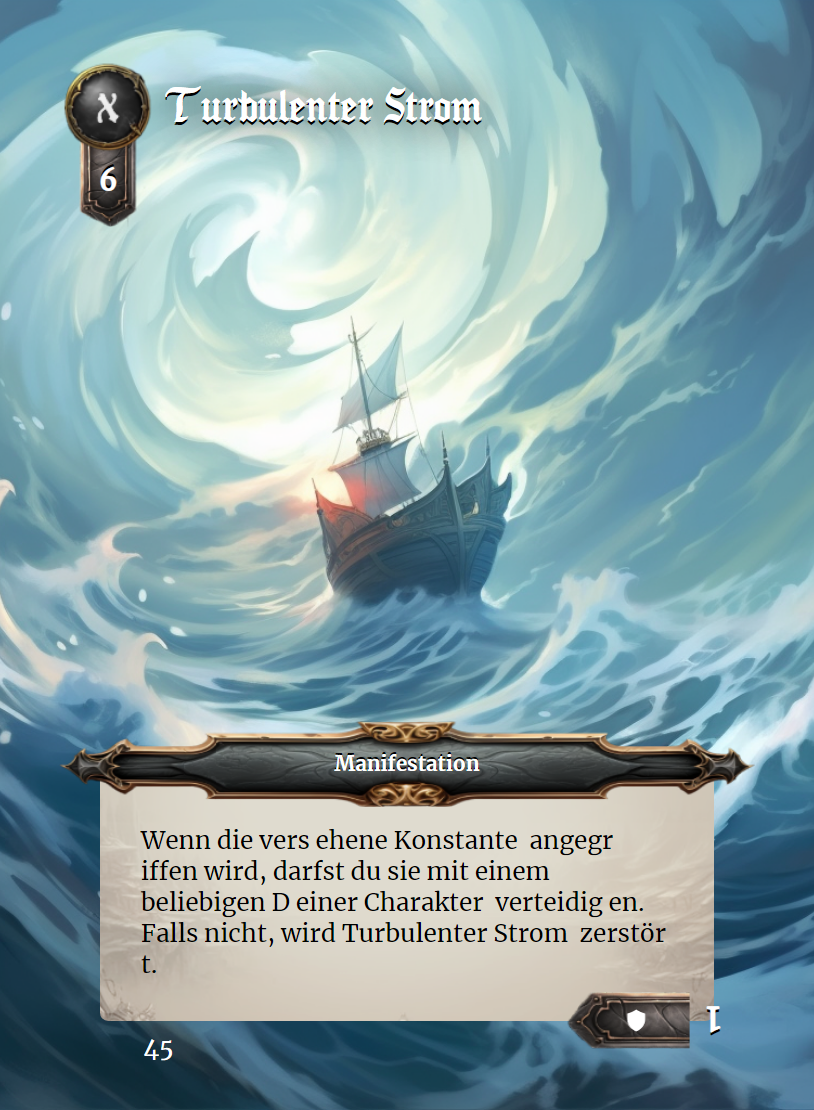 א
Turbulenter Strom
6
Manifestation
Wenn die vers ehene Konstante  angegr
iffen wird, darfst du sie mit einem
beliebigen D einer Charakter  verteidig en.
Falls nicht, wird Turbulenter Strom  zerstör
t.
1
45